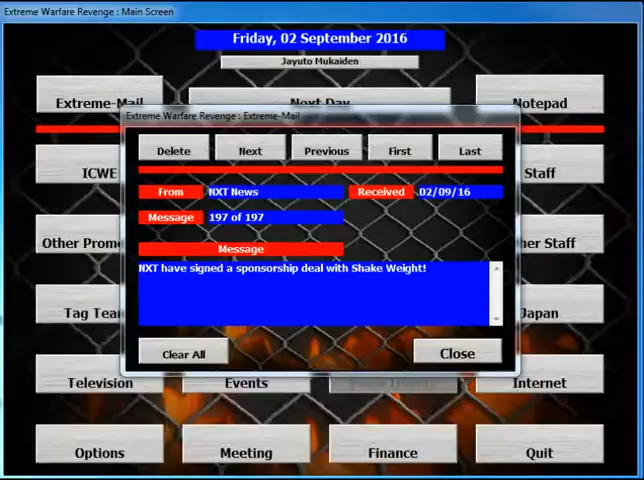 Extreme Warfare Revenge : Main Screen
Friday, 02 September 2016
Jayuto Mukaiden
Extreme-Mail
Next Day
Notepad
Extreme Warfare Revenge : Extreme-Mail
Delete
Next
Previous
First
Last
ICWE
Staff
From
NXT News
Received
02/09/16
Message
197 of 197
Other Promo
er Staff
Message
NXT have signed a sponsorship deal with Shake Weight!
Tag Tea
Japan
Clear All
Close
Television
Events
Internet
Options
Meeting
Finance
Quit